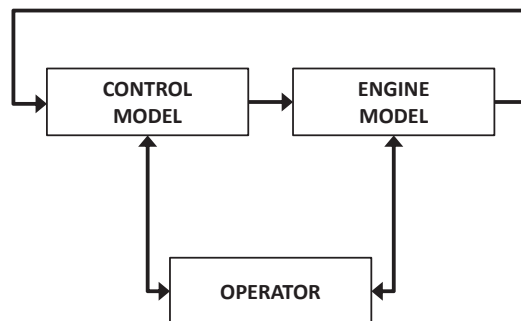 CONTROL
MODEL
ENGINE
MODEL
OPERATOR